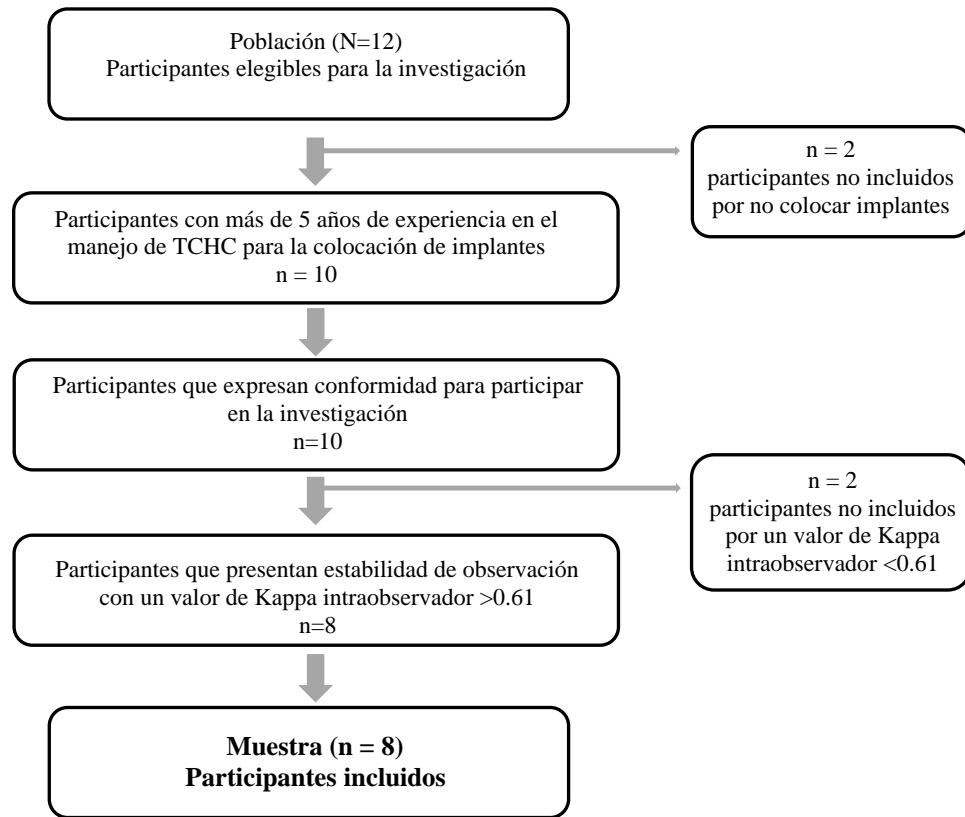 Población (N=12)
Participantes elegibles para la investigación
n = 2
participantes no incluidos
por no colocar implantes
Participantes con más de 5 años de experiencia en el
manejo de TCHC para la colocación de implantes
n = 10
Participantes que expresan conformidad para participar
en la investigación
n=10
n = 2
participantes no incluidos
por un valor de Kappa
intraobservador <0.61
Participantes que presentan estabilidad de observación
con un valor de Kappa intraobservador >0.61
n=8
Muestra (n = 8)
Participantes incluidos